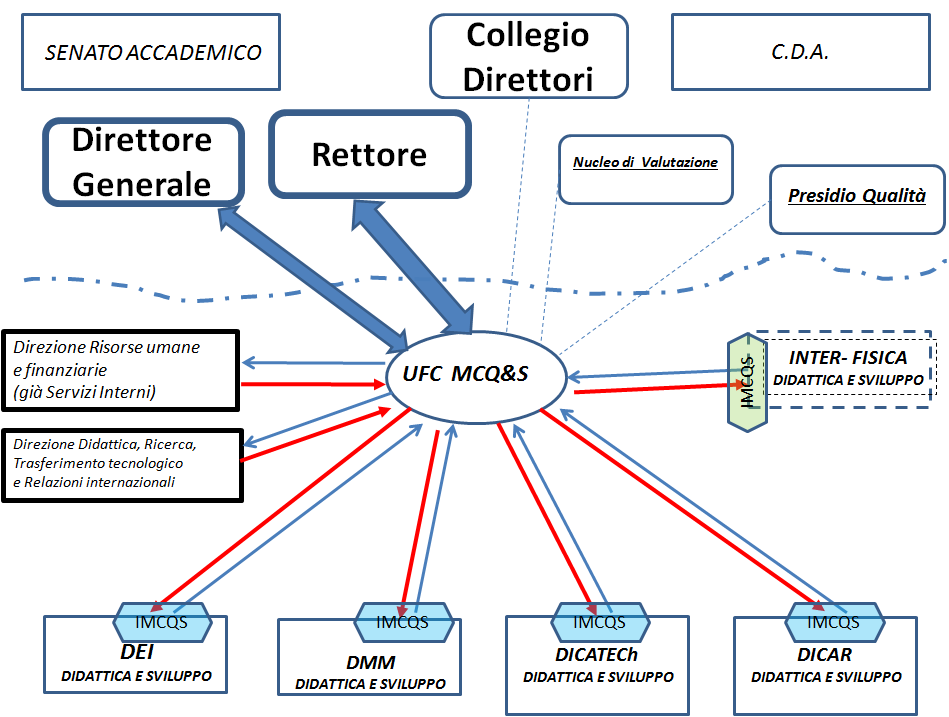 SENATO ACCADEMICO
Collegio
Direttori
C.D.A.
Direttore
Generale
Rettore
Nucleo di Valutazione
Presidio Qualità
Direzione Risorse umane
e finanziarie
(già Servizi Interni)
UFC MCQ&S
IMCQS
INTER- FISICA
DIDATTICA E SVILUPPO
Direzione Didattica, Ricerca,
Trasferimento tecnologico
e Relazioni internazionali
IMCQS
DEI
DIDATTICA E SVILUPPO
IMCQS
DMM
DIDATTICA E SVILUPPO
IMCQS
DICATECh
DIDATTICA E SVILUPPO
IMCQS
DICAR
DIDATTICA E SVILUPPO